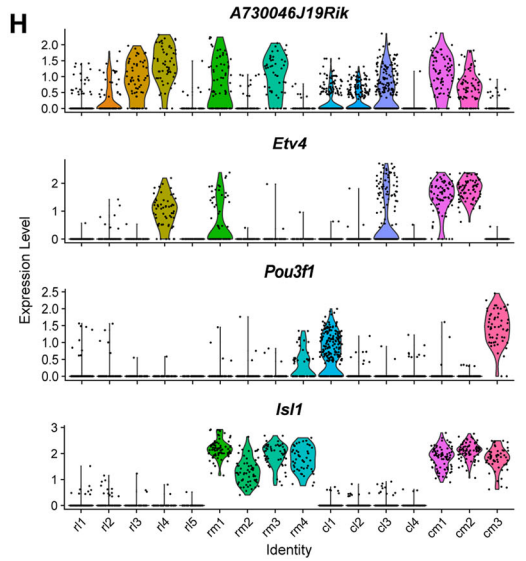 H
A730046J19Rik
2.0
1.5
1.0
0.5
0.0
Etv4
2
1
0
Pou3f1
2.5
2.0
1.5
1.0
0.5
0.0
Isl1
3
2
1
0
Expression Level
rl1 rl2 rl3 rl4 rl5 rm1 rm2 rm3 rm4 cl1 cl2 cl3 cl4 cm1 cm2 cm3
Identity